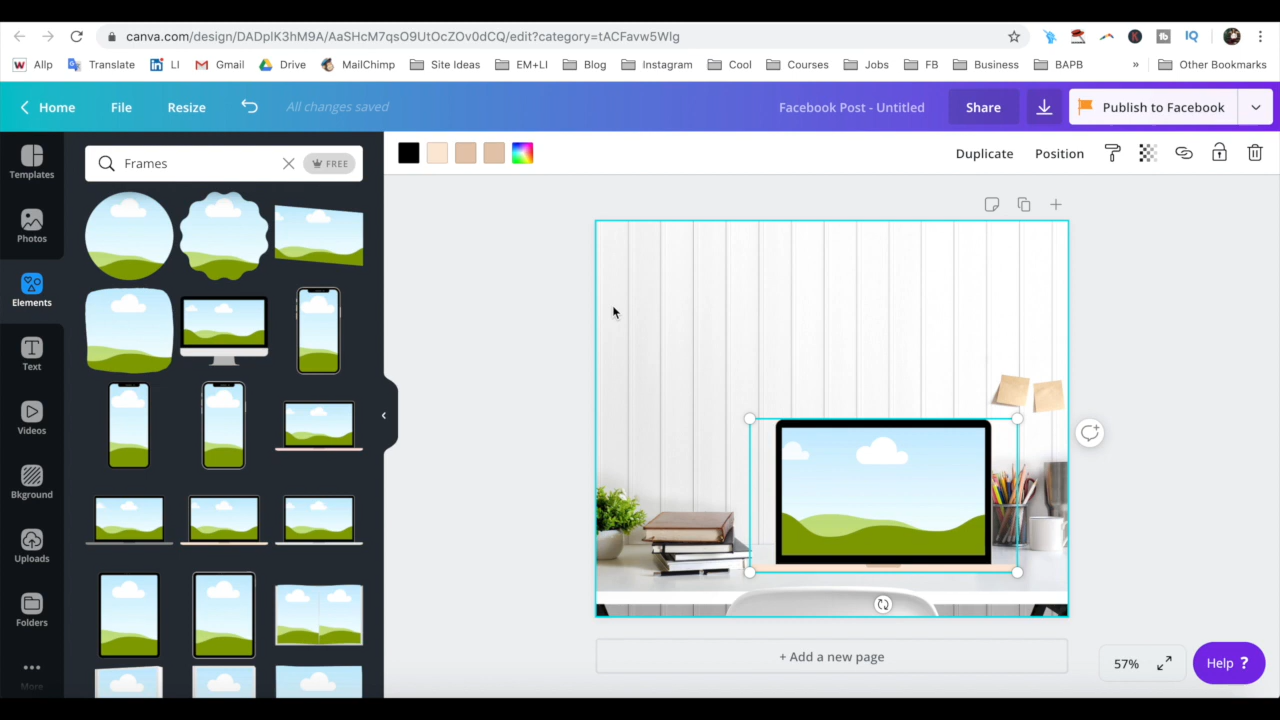 canva.com/design/DADplK3hM9A/AaSHcM7qsO9UtOcZOv0dCQ/edit?category=tACFavw5WIg
Allp Translate LI Gmail Drive MailChimp Site Ideas EM+LI Blog Instagram Cool Courses Jobs FB Business BAPB » Other Bookmarks
Home File Resize All changes saved Facebook Post - Untitled Share Publish to Facebook
Frames FREE
Duplicate Position
Templates
Photos
Elements
Text
Videos
Bkground
Uploads
Folders
More
+ Add a new page
57%
Help ?